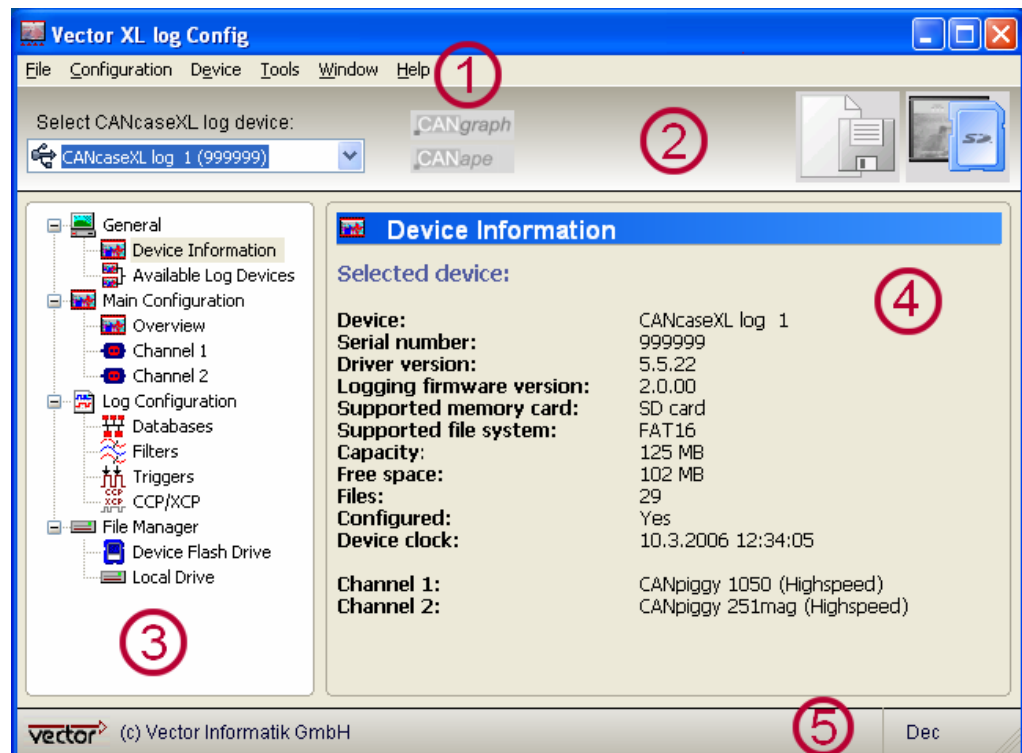 Vector XL log Config
File Configuration Device Tools Window Help
1
Select CANcaseXL log device:
CANcaseXL log 1 (999999)
CANgraph
CANape
2
SD
General
Device Information
Available Log Devices
Main Configuration
Overview
Channel 1
Channel 2
Log Configuration
Databases
Filters
Triggers
CCP XCP
CCP/XCP
File Manager
Device Flash Drive
Local Drive
3
Device Information
Selected device:
4
Device: CANcaseXL log 1
Serial number: 999999
Driver version: 5.5.22
Logging firmware version: 2.0.00
Supported memory card: SD card
Supported file system: FAT16
Capacity: 125 MB
Free space: 102 MB
Files: 29
Configured: Yes
Device clock: 10.3.2006 12:34:05
Channel 1: CANpiggy 1050 (Highspeed)
Channel 2: CANpiggy 251mag (Highspeed)
vector (c) Vector Informatik GmbH
5
Dec